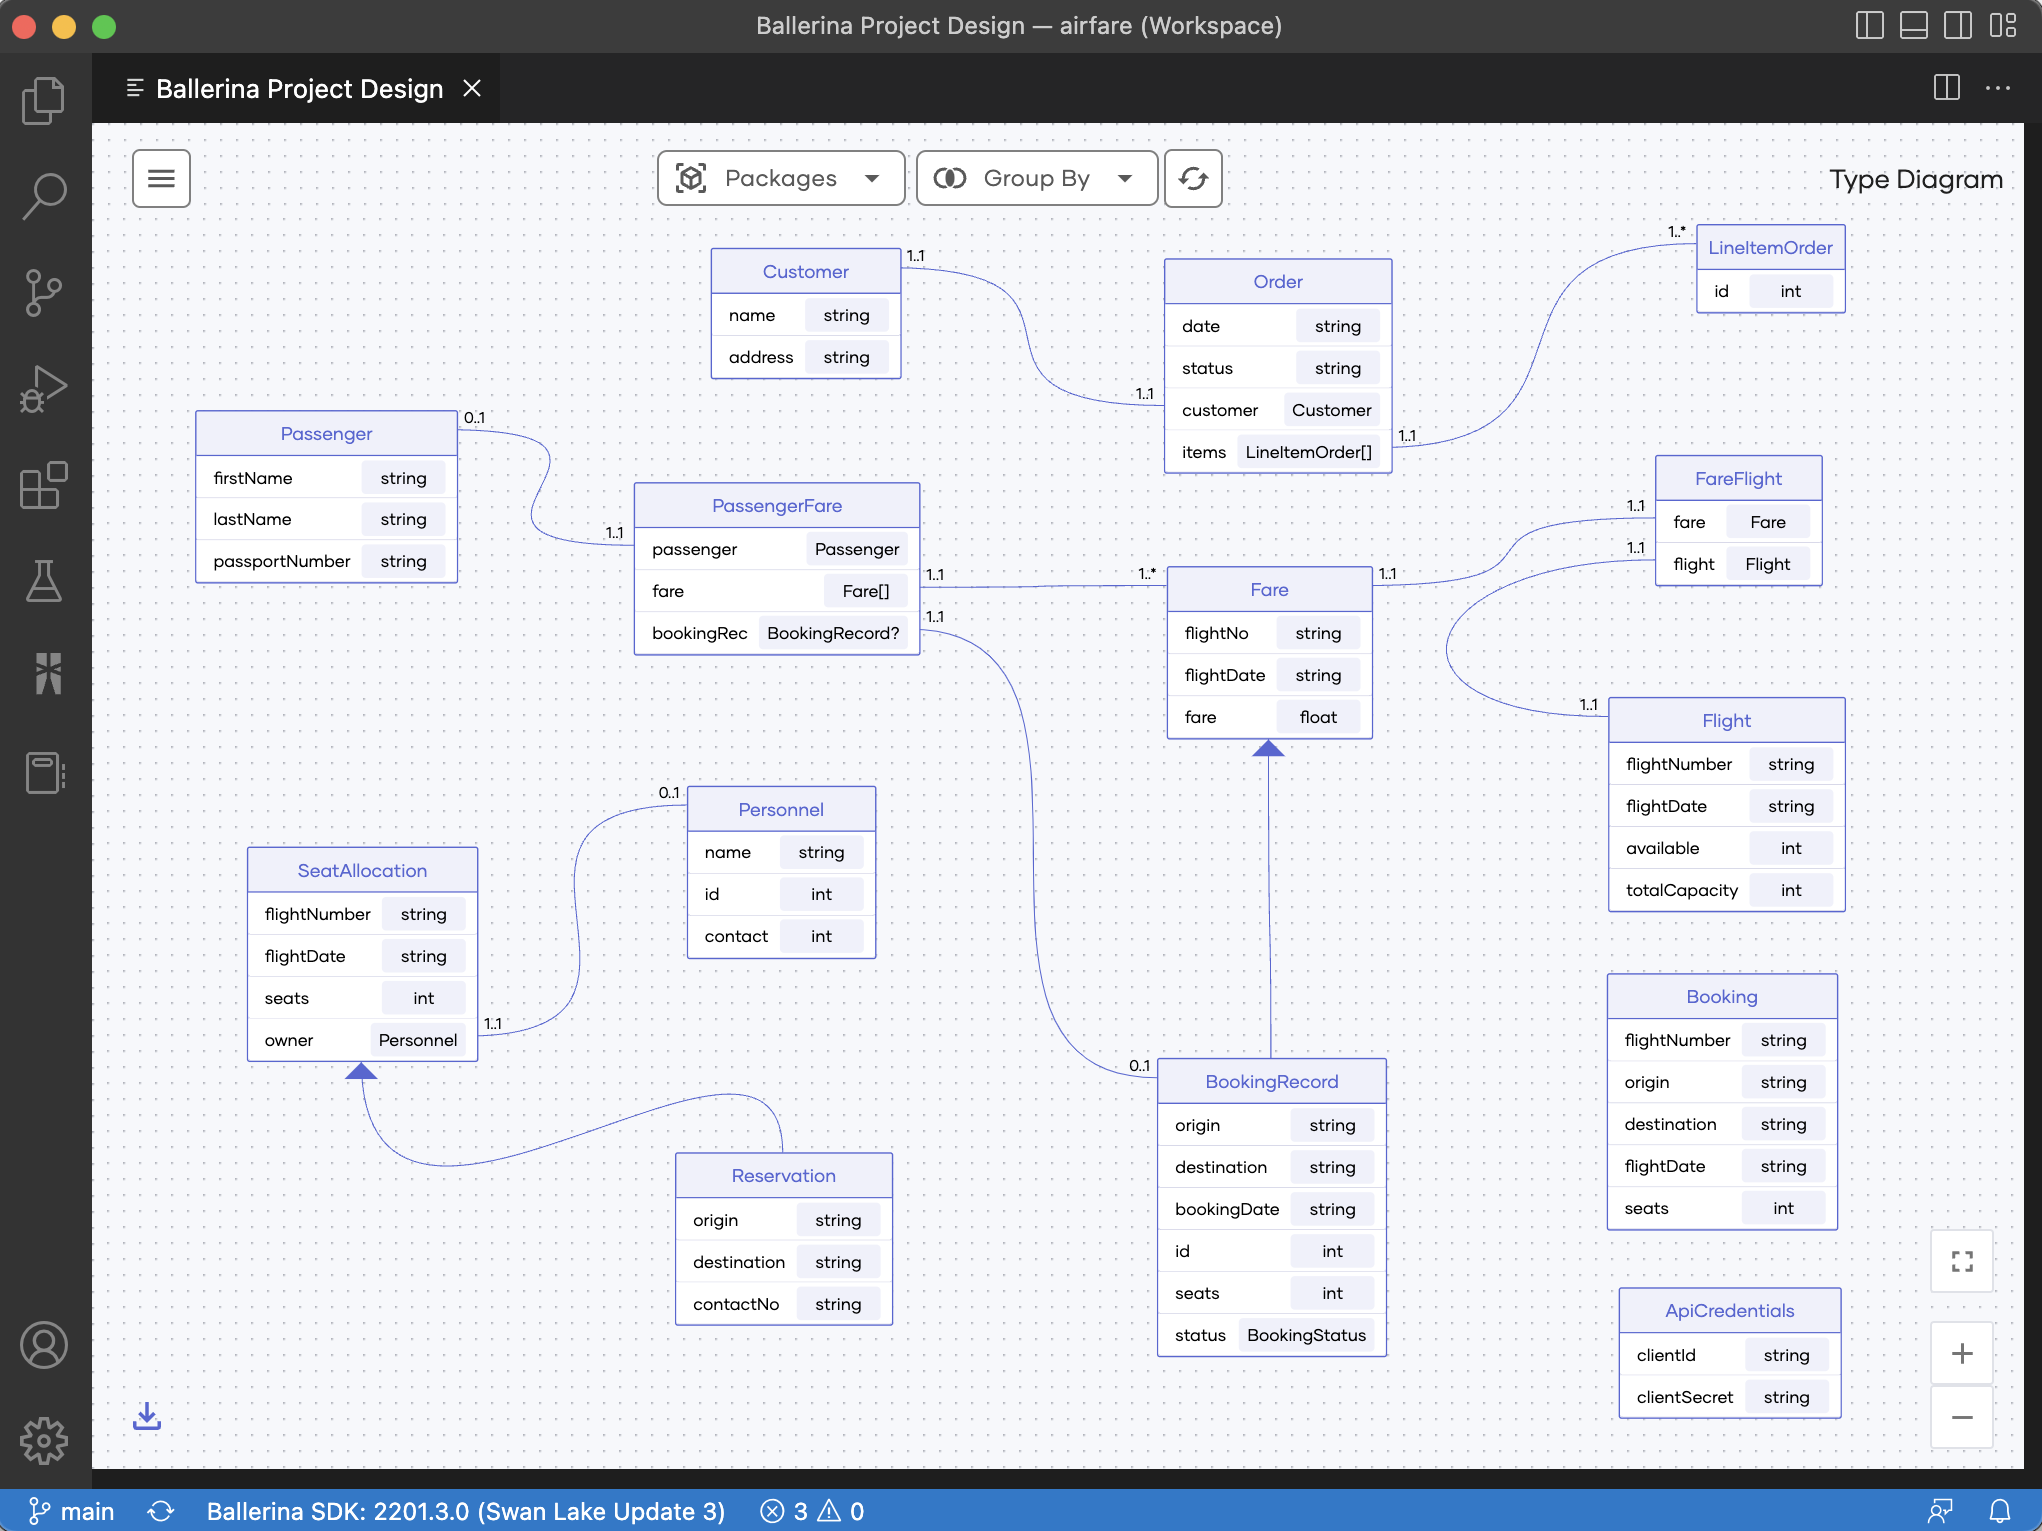 Ballerina Project Design — airfare (Workspace)
Ballerina Project Design
Packages
Group By
Type Diagram
Customer
name string
address string
1..1
1..1
Order
date string
status string
customer Customer
items LineItemOrder[]
1..1
1..*
LineItemOrder
id int
Passenger
firstName string
lastName string
passportNumber string
0..1
1..1
PassengerFare
passenger Passenger
fare Fare[]
bookingRec BookingRecord?
1..1
1..1
1..*
Fare
flightNo string
flightDate string
fare float
1..1
1..1
1..1
FareFlight
fare Fare
flight Flight
1..1
Flight
flightNumber string
flightDate string
available int
totalCapacity int
0..1
Personnel
name string
id int
contact int
SeatAllocation
flightNumber string
flightDate string
seats int
owner Personnel
1..1
Reservation
origin string
destination string
contactNo string
0..1
BookingRecord
origin string
destination string
bookingDate string
id int
seats int
status BookingStatus
Booking
flightNumber string
origin string
destination string
flightDate string
seats int
ApiCredentials
clientId string
clientSecret string
main Ballerina SDK: 2201.3.0 (Swan Lake Update 3) 3 0